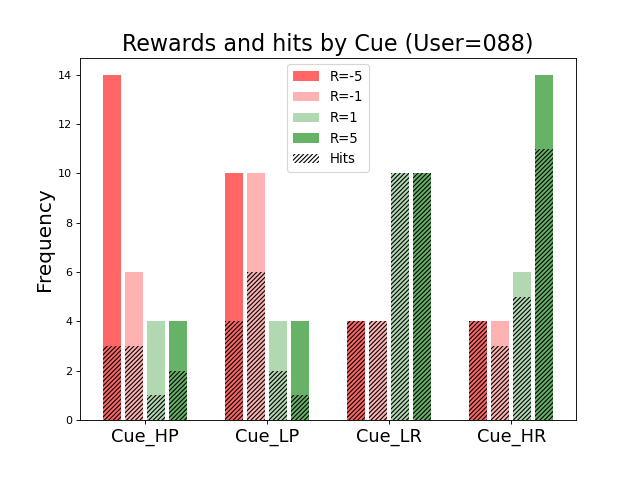 Rewards and hits by Cue (User=088)
R=-5
R=-1
R=1
R=5
Hits
Frequency
14
12
10
8
6
4
2
0
Cue_HP
Cue_LP
Cue_LR
Cue_HR